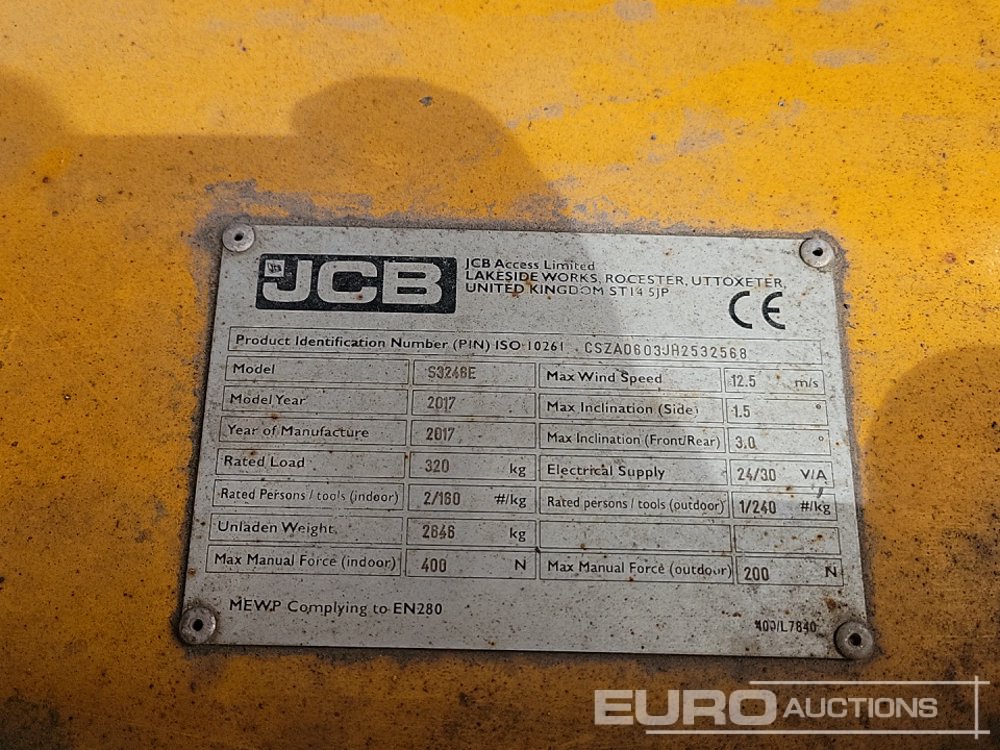 JCB
JCB Access Limited
LAKESIDE WORKS, ROCESTER, UTTOXETER,
UNITED KINGDOM ST14 5JP
CE
Product Identification Number (PIN) ISO 10261 CSZA0603JH2532568
Model S3246E Max Wind Speed 12.5 m/s
Model Year 2017 Max Inclination (Side) 1.5 °
Year of Manufacture 2017 Max Inclination (Front/Rear) 3.0 °
Rated Load 320 kg Electrical Supply 24/30 V/A
Rated Persons / tools (indoor) 2/160 #/kg Rated persons / tools (outdoor) 1/240 #/kg
Unladen Weight 2646 kg
Max Manual Force (indoor) 400 N Max Manual Force (outdoor) 200 N
MEWP Complying to EN280
400/L7840
EURO AUCTIONS